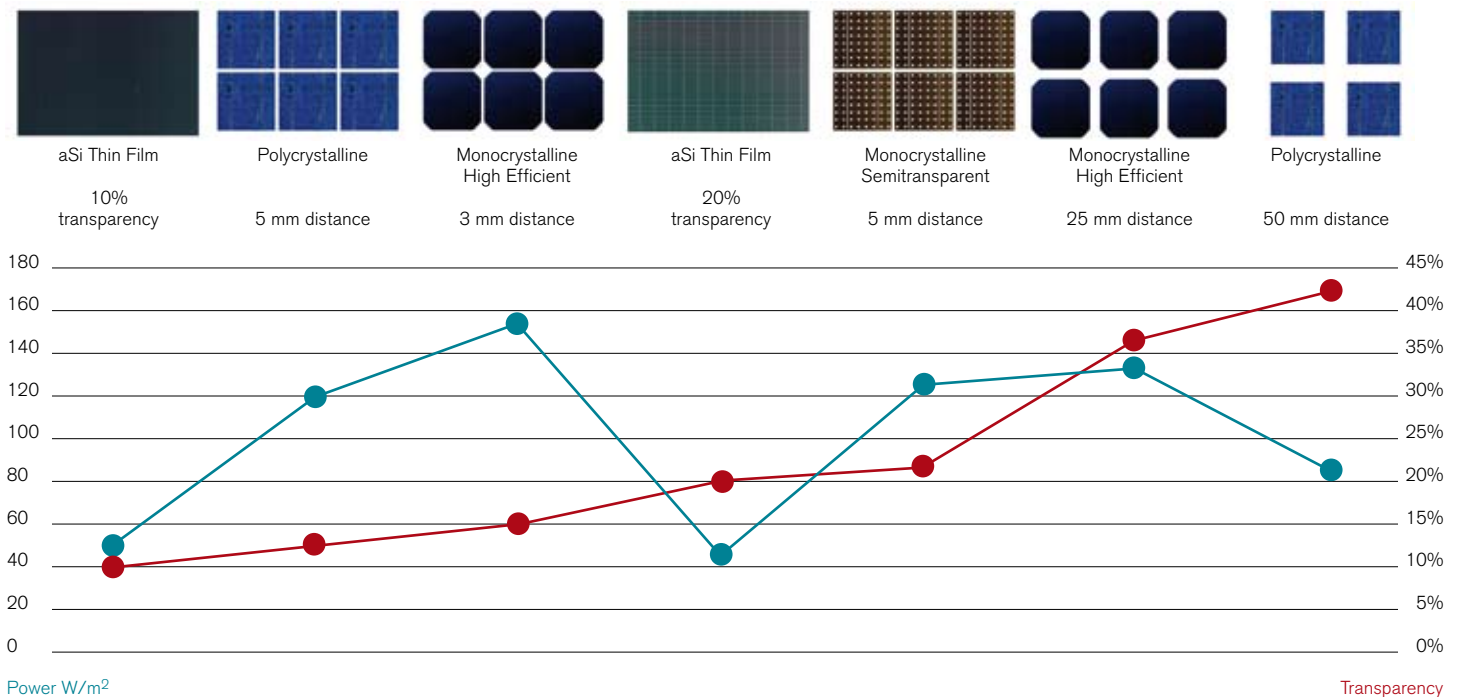 aSi Thin Film
10%
transparency
Polycrystalline
5 mm distance
Monocrystalline
High Efficient
3 mm distance
aSi Thin Film
20%
transparency
Monocrystalline
Semitransparent
5 mm distance
Monocrystalline
High Efficient
25 mm distance
Polycrystalline
50 mm distance
180
160
140
120
100
80
60
40
20
0
45%
40%
35%
30%
25%
20%
15%
10%
5%
0%
Power W/m²
Transparency